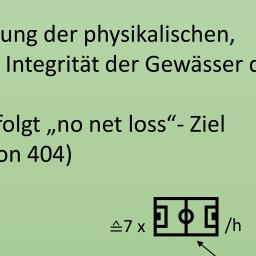 ung der physikalischen,
Integrität der Gewässer d
folgt „no net loss“- Ziel
on 404)
≙7 x /h